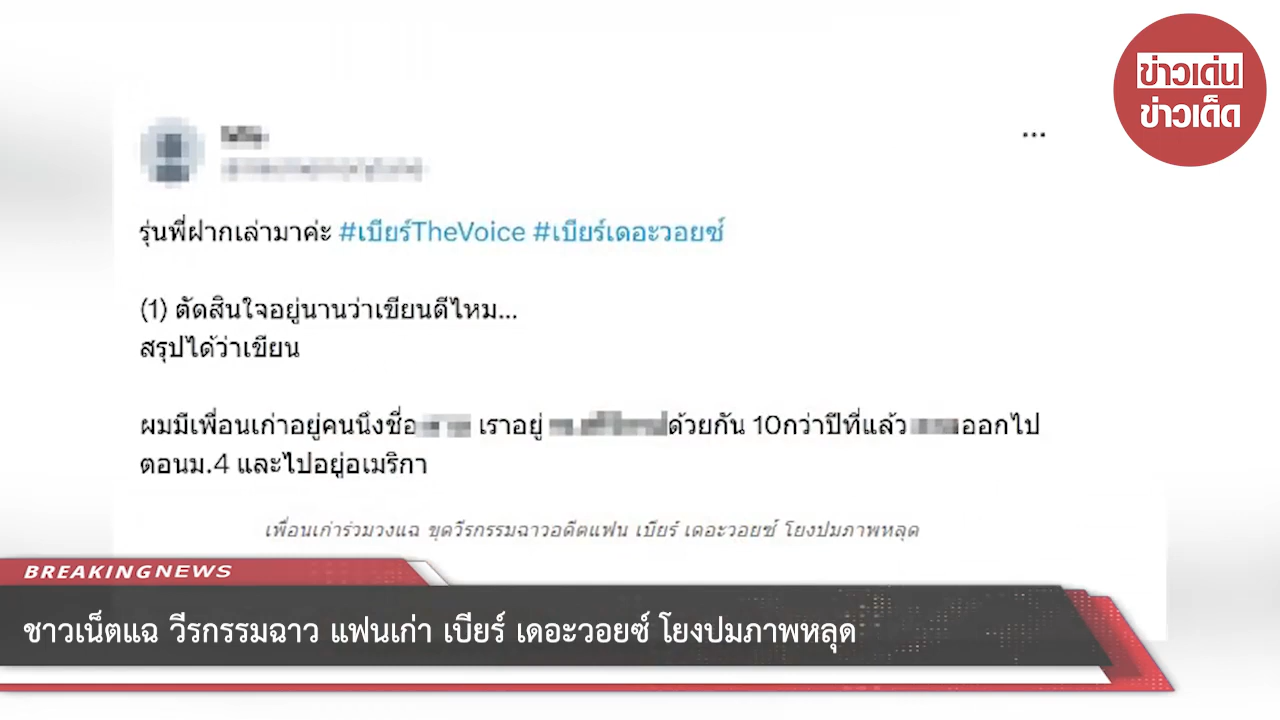 ข่าวเด่น
ข่าวเด็ด
...
รุ่นพี่ฝากเล่ามาค่ะ #เบียร์TheVoice #เบียร์เดอะวอยซ์
(1) ตัดสินใจอยู่นานว่าเขียนดีไหม...
สรุปได้ว่าเขียน
ผมมีเพื่อนเก่าอยู่คนนึงชื่อ เราอยู่ ด้วยกัน 10กว่าปีที่แล้ว ออกไป
ตอนม.4 และไปอยู่อเมริกา
เพื่อนเก่าร่วมวงแฉ ขุดวีรกรรมฉาวอดีตแฟน เบียร์ เดอะวอยซ์ โยงปมภาพหลุด
BREAKINGNEWS
ชาวเน็ตแฉ วีรกรรมฉาว แฟนเก่า เบียร์ เดอะวอยซ์ โยงปมภาพหลุด